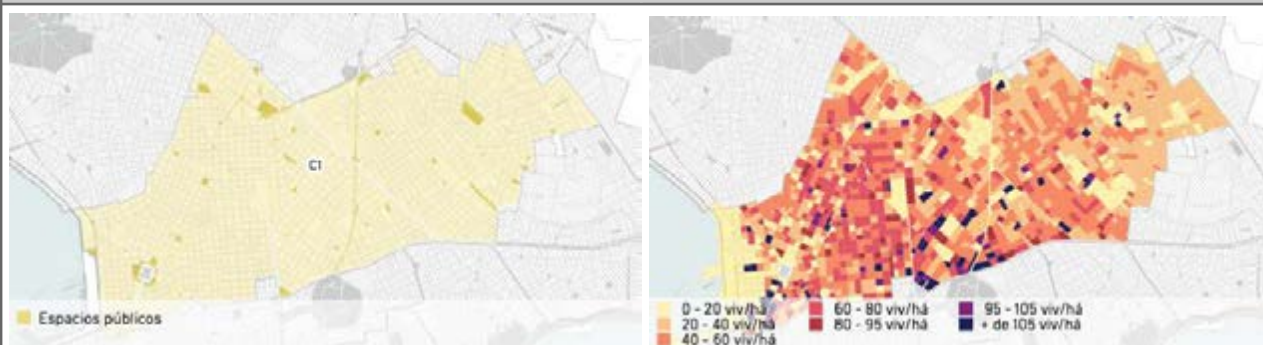 C1
Espacios públicos
0 - 20 viv/há
20 - 40 viv/há
40 - 60 viv/há
60 - 80 viv/há
80 - 95 viv/há
95 - 105 viv/há
+ de 105 viv/há